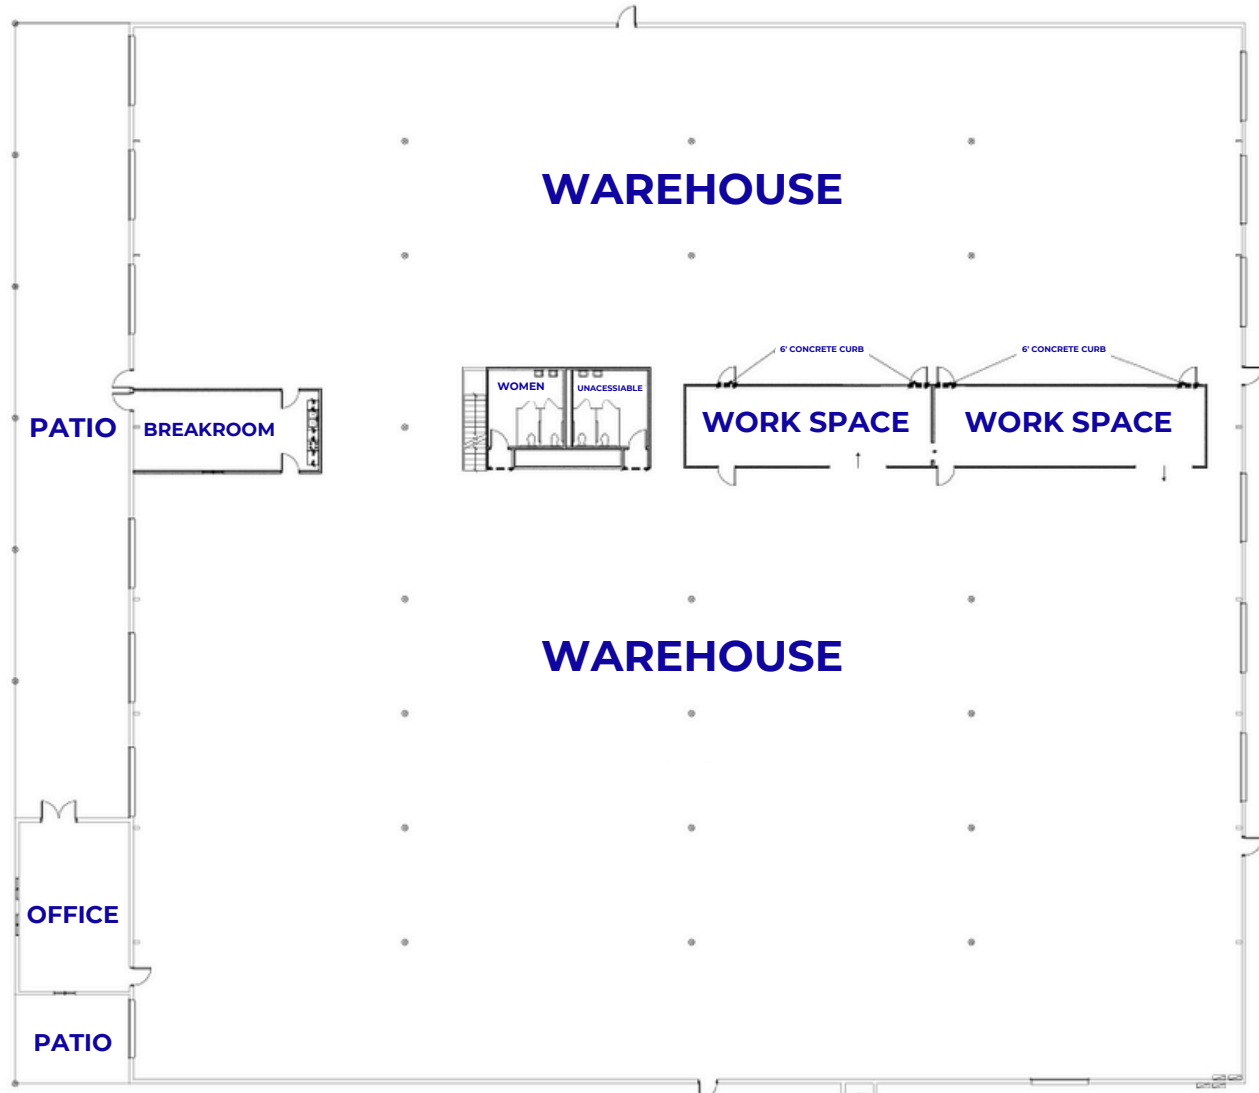 WAREHOUSE
6' CONCRETE CURB
6' CONCRETE CURB
WOMEN
UNACESSIABLE
PATIO
BREAKROOM
WORK SPACE
WORK SPACE
WAREHOUSE
OFFICE
PATIO